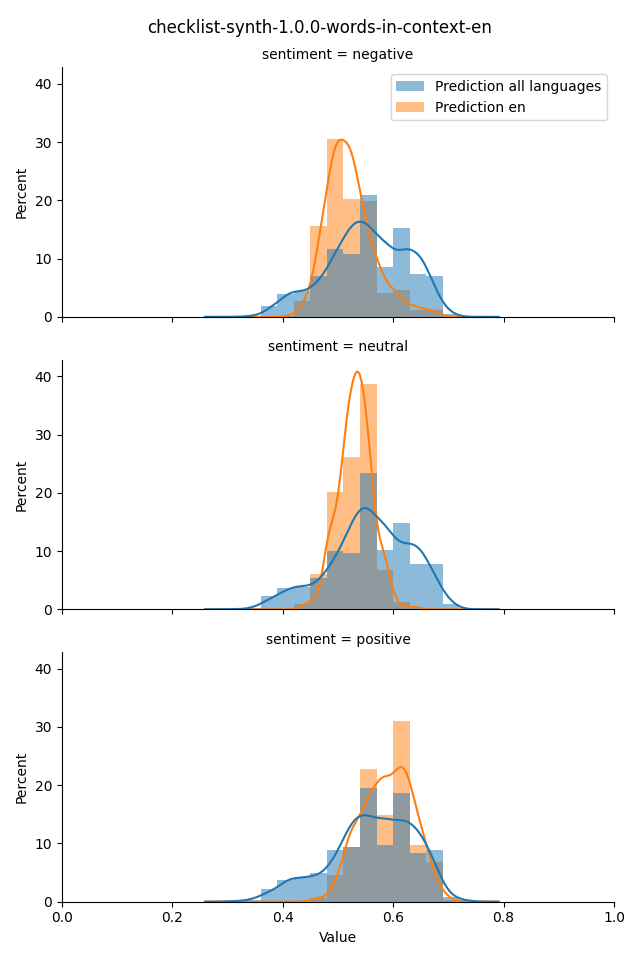 checklist-synth-1.0.0-words-in-context-en
sentiment = negative
40
30
20
10
0
Percent
Prediction all languages
Prediction en
sentiment = neutral
40
30
20
10
0
Percent
sentiment = positive
40
30
20
10
0
Percent
0.0 0.2 0.4 0.6 0.8 1.0
Value